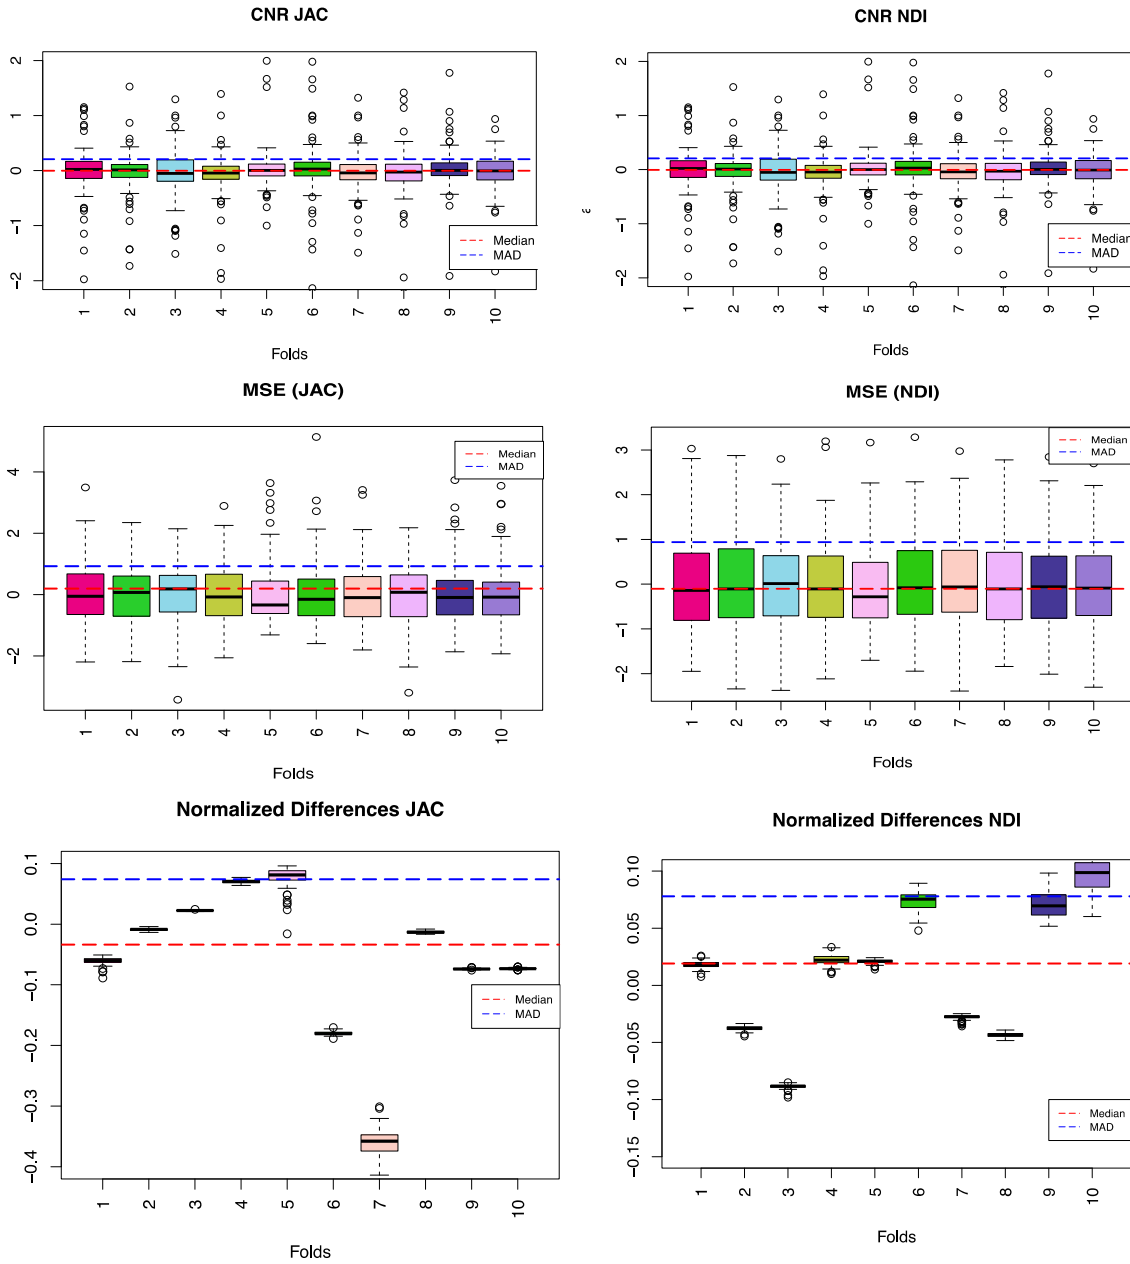 CNR JAC
2
1
0
−1
−2
1 2 3 4 5 6 7 8 9 10
Median
MAD
Folds
CNR NDI
2
1
0
−1
−2
ε
1 2 3 4 5 6 7 8 9 10
Median
MAD
Folds
MSE (JAC)
4
2
0
−2
1 2 3 4 5 6 7 8 9 10
Median
MAD
Folds
MSE (NDI)
3
2
1
0
−1
−2
1 2 3 4 5 6 7 8 9 10
Median
MAD
Folds
Normalized Differences JAC
0.1
0.0
−0.1
−0.2
−0.3
−0.4
1 2 3 4 5 6 7 8 9 10
Median
MAD
Folds
Normalized Differences NDI
0.10
0.05
0.00
−0.05
−0.10
−0.15
1 2 3 4 5 6 7 8 9 10
Median
MAD
Folds